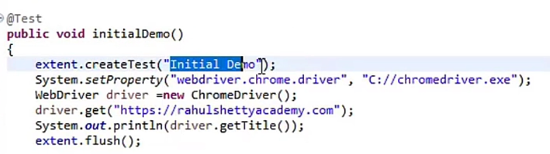 @Test
public void initialDemo()
{
extent.createTest("Initial Demo");
System.setProperty("webdriver.chrome.driver", "C://chromedriver.exe");
WebDriver driver =new ChromeDriver();
driver.get("https://rahulshettyacademy.com");
System.out.println(driver.getTitle());
extent.flush();